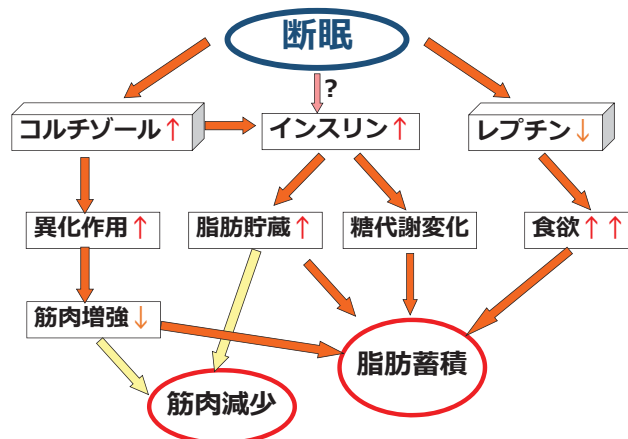 断眠
?
コルチゾール↑
インスリン↑
レプチン↓
異化作用↑
脂肪貯蔵↑
糖代謝変化
食欲↑↑
筋肉増強↓
脂肪蓄積
筋肉減少